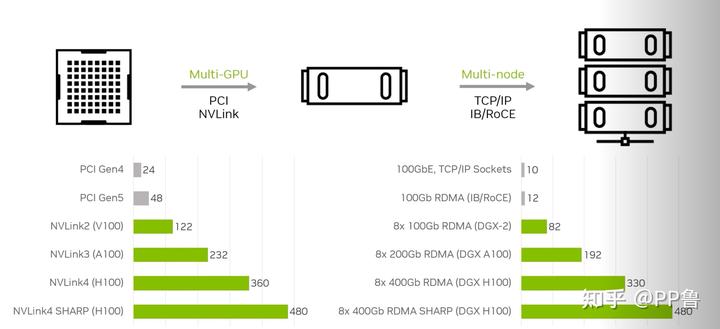 Multi-GPU
PCI
NVLink
Multi-node
TCP/IP
IB/RoCE
PCI Gen4 24
PCI Gen5 48
NVLink2 (V100) 122
NVLink3 (A100) 232
NVLink4 (H100) 360
NVLink4 SHARP (H100) 480
100GbE, TCP/IP Sockets 10
100Gb RDMA (IB/RoCE) 12
8x 100Gb RDMA (DGX-2) 82
8x 200Gb RDMA (DGX A100) 192
8x 400Gb RDMA (DGX H100) 330
8x 400Gb RDMA SHARP (DGX H100) 480
知乎 @PP鲁